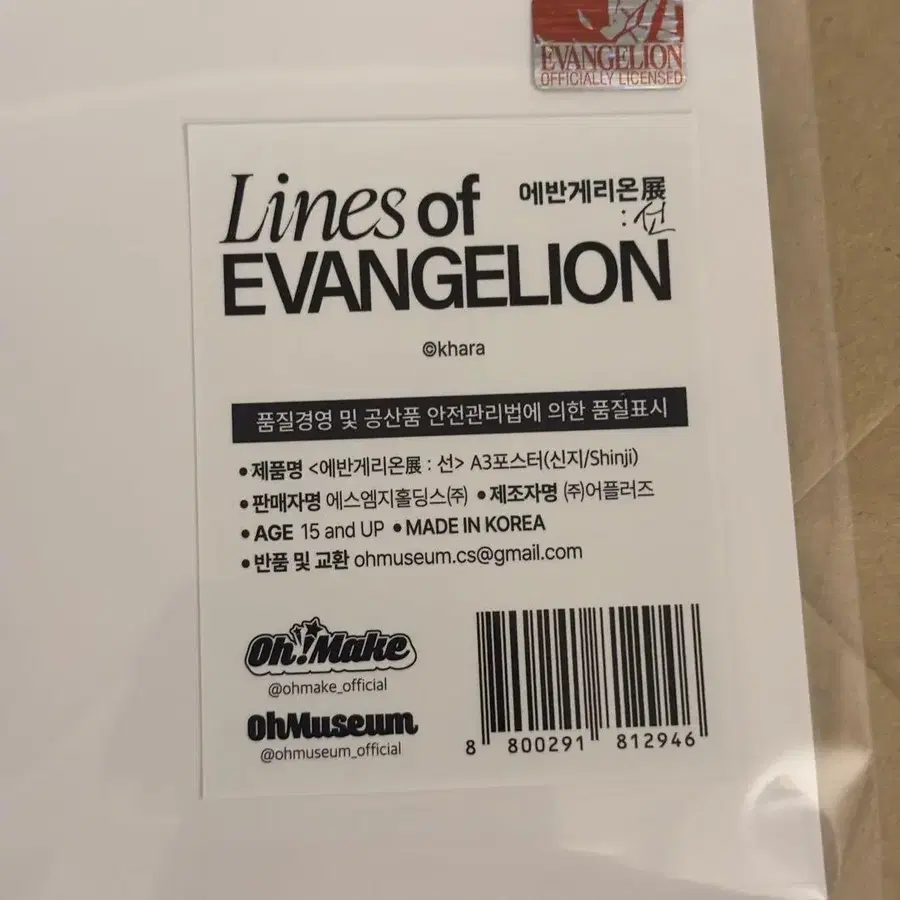 EVANGELION
OFFICIALLY LICENSED
Lines of
에반게리온展
:선
EVANGELION
©khara
품질경영 및 공산품 안전관리법에 의한 품질표시
•제품명 <에반게리온展 : 선> A3포스터(신지/Shinji)
•판매자명 에스엠지홀딩스㈜ •제조자명 ㈜어플러즈
•AGE 15 and UP •MADE IN KOREA
•반품 및 교환 ohmuseum.cs@gmail.com
Oh!Make
@ohmake_official
OhMuseum
@ohmuseum_official
8 800291 812946